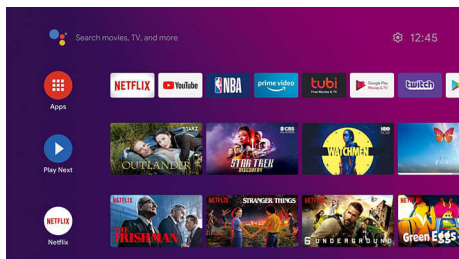 Search movies, TV, and more
12:45
Apps
NETFLIX
YouTube
NBA
prime video
tubi
Free Movies & TV
Google Play
Movies & TV
twitch
Play Next
STARZ
OUTLANDER
CBS
STAR TREK
DISCOVERY
HBO
WATCHMEN
NETFLIX
Netflix
NETFLIX
THE
IRISHMAN
NETFLIX
STRANGER THINGS
NETFLIX
6 UNDERGROUND
NETFLIX
Green Eggs